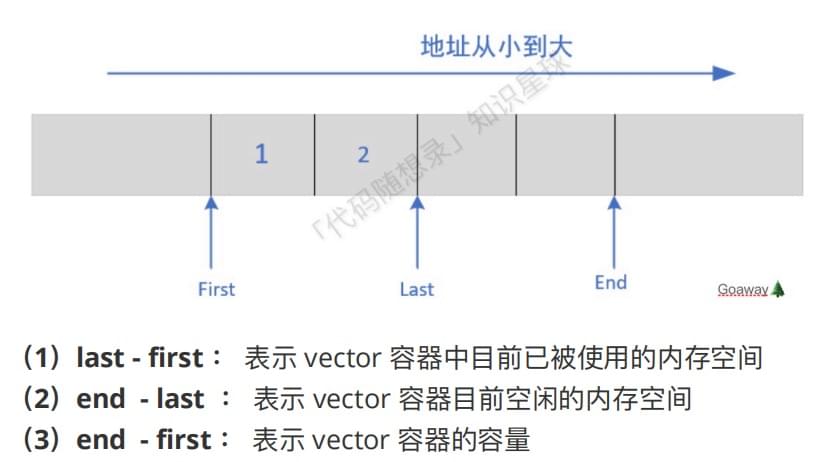 地址从小到大
「代码随想录」知识星球
1
2
First
Last
End
Goaway
（1）last - first： 表示 vector 容器中目前已被使用的内存空间
（2）end - last ： 表示 vector 容器目前空闲的内存空间
（3）end - first： 表示 vector 容器的容量